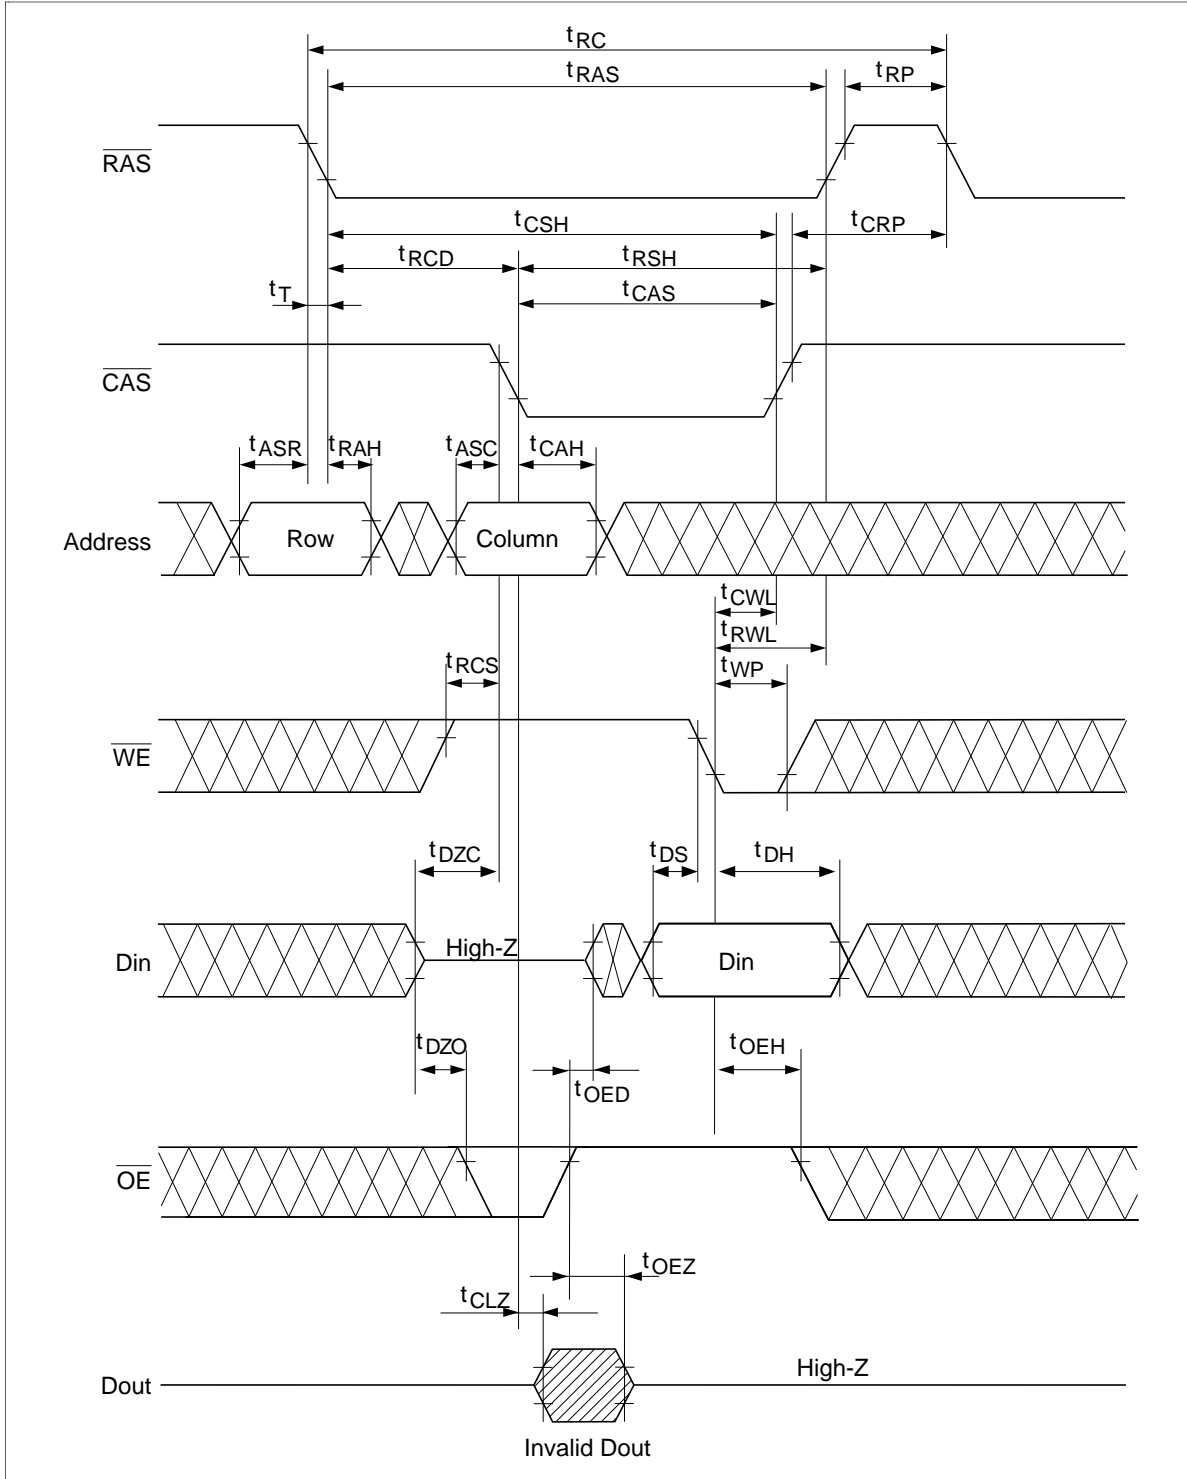 tRC
tRAS
tRP
RAS
tCSH
tCRP
tRCD
tRSH
tT
tCAS
CAS
tASR
tRAH
tASC
tCAH
Address
Row
Column
tCWL
tRWL
tRCS
tWP
WE
tDZC
tDS
tDH
Din
High-Z
Din
tDZO
tOEH
tOED
OE
tOEZ
tCLZ
Dout
High-Z
Invalid Dout